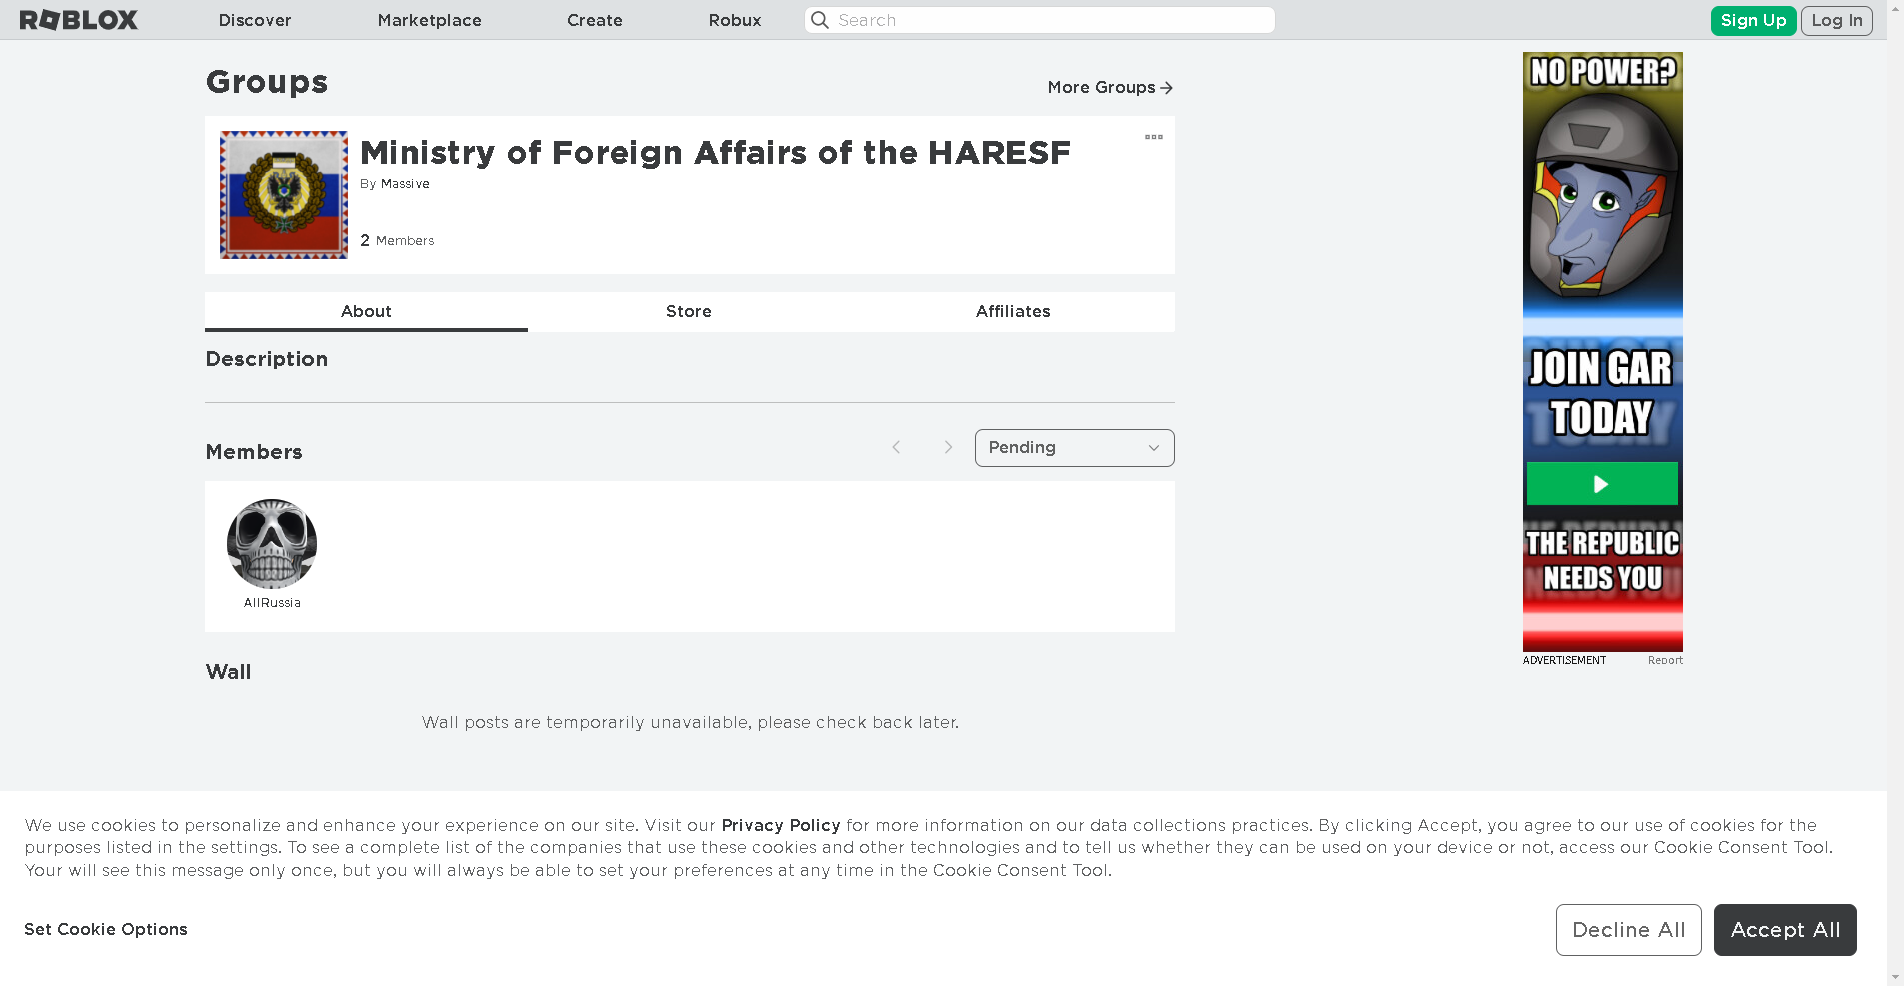 ROBLOX
Discover
Marketplace
Create
Robux
Search
Sign Up
Log In
Groups
More Groups
Ministry of Foreign Affairs of the HARESF
By Massive
2 Members
About
Store
Affiliates
Description
Members
Pending
AllRussia
Wall
Wall posts are temporarily unavailable, please check back later.
NO POWER?
JOIN GAR
TODAY
THE REPUBLIC
NEEDS YOU
ADVERTISEMENT
Report
We use cookies to personalize and enhance your experience on our site. Visit our Privacy Policy for more information on our data collections practices. By clicking Accept, you agree to our use of cookies for the
purposes listed in the settings. To see a complete list of the companies that use these cookies and other technologies and to tell us whether they can be used on your device or not, access our Cookie Consent Tool.
Your will see this message only once, but you will always be able to set your preferences at any time in the Cookie Consent Tool.
Set Cookie Options
Decline All
Accept All